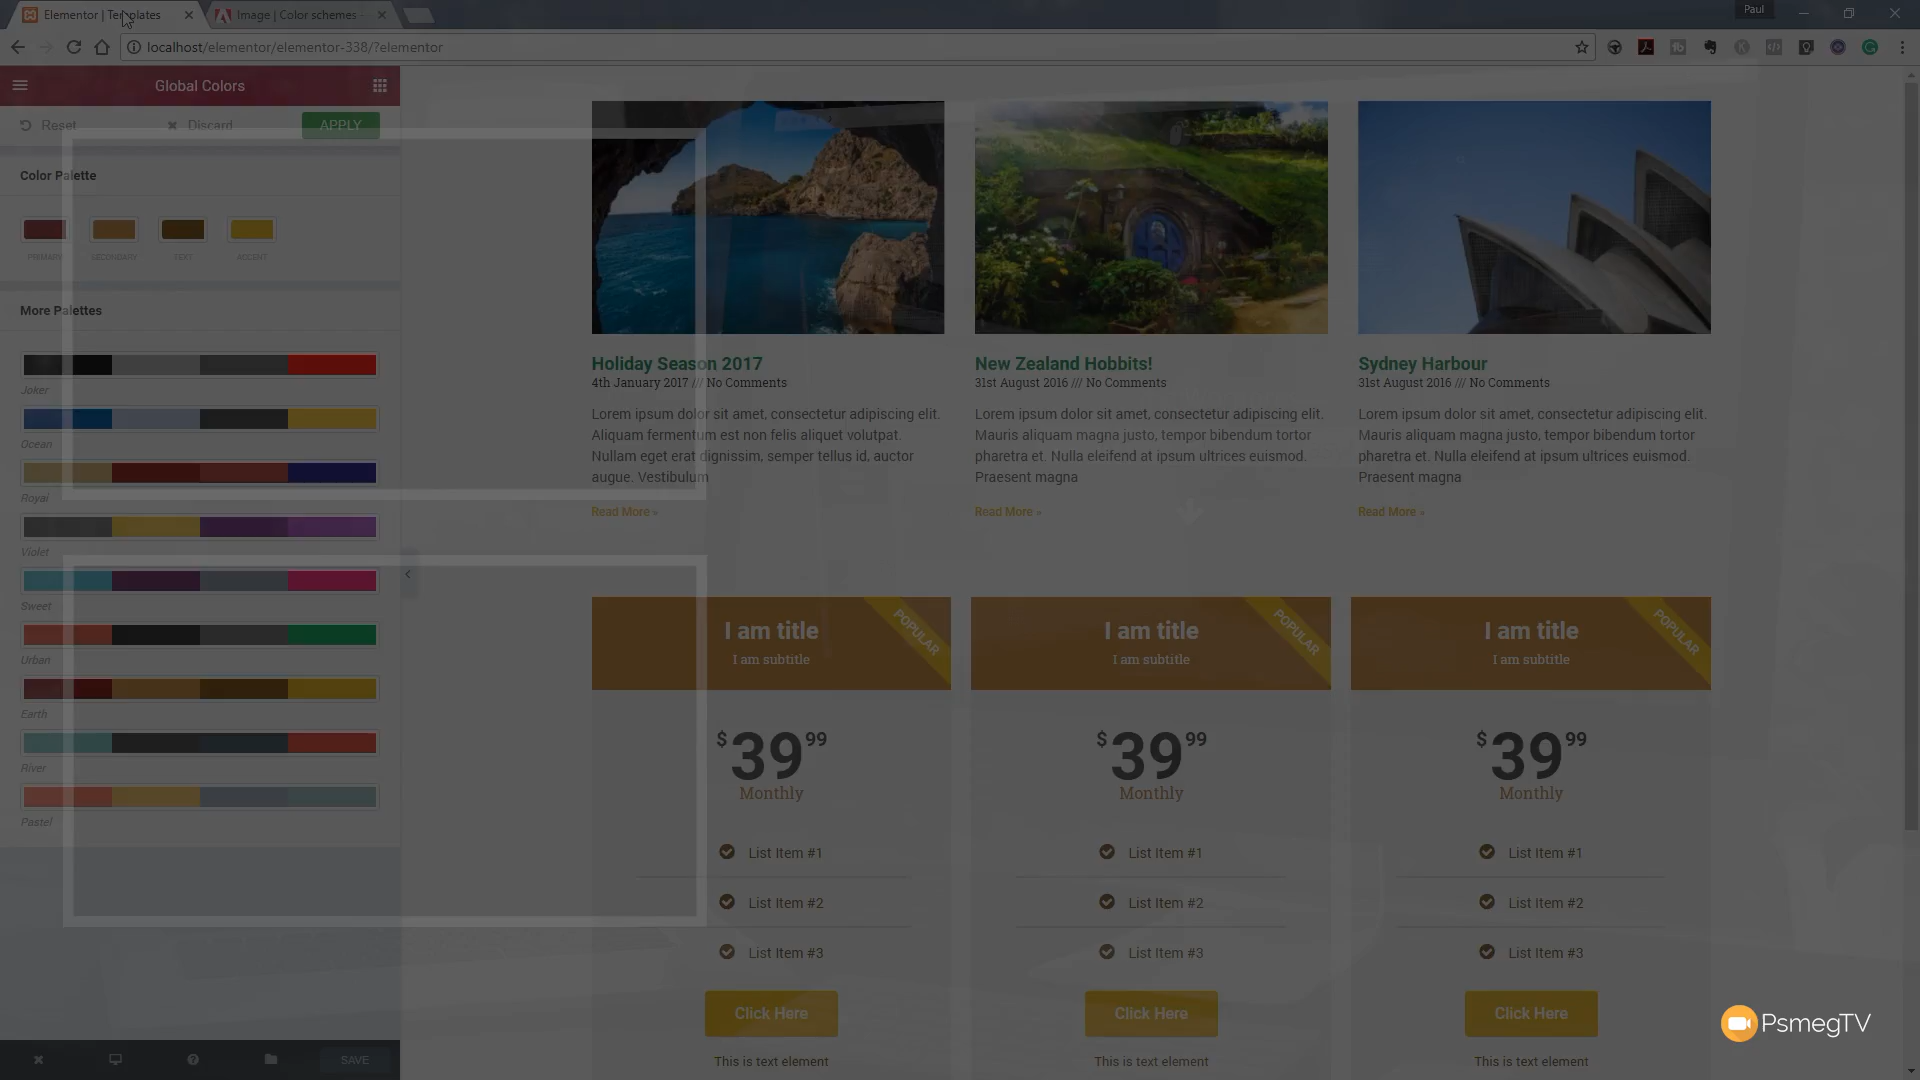 Elementor | Templates
Image | Color schemes -
Paul
localhost/elementor/elementor-338/?elementor
Global Colors
Reset
Discard
APPLY
Color Palette
PRIMARY
SECONDARY
TEXT
ACCENT
More Palettes
Joker
Ocean
Royal
Violet
Sweet
Urban
Earth
River
Pastel
SAVE
Holiday Season 2017
4th January 2017 /// No Comments
Lorem ipsum dolor sit amet, consectetur adipiscing elit.
Aliquam fermentum est non felis aliquet volutpat.
Nullam eget erat dignissim, semper tellus id, auctor
augue. Vestibulum
Read More »
New Zealand Hobbits!
31st August 2016 /// No Comments
Lorem ipsum dolor sit amet, consectetur adipiscing elit.
Mauris aliquam magna justo, tempor bibendum tortor
pharetra et. Nulla eleifend at ipsum ultrices euismod.
Praesent magna
Read More »
Sydney Harbour
31st August 2016 /// No Comments
Lorem ipsum dolor sit amet, consectetur adipiscing elit.
Mauris aliquam magna justo, tempor bibendum tortor
pharetra et. Nulla eleifend at ipsum ultrices euismod.
Praesent magna
Read More »
I am title
I am subtitle
POPULAR
$39 99
Monthly
List Item #1
List Item #2
List Item #3
Click Here
This is text element
I am title
I am subtitle
POPULAR
$39 99
Monthly
List Item #1
List Item #2
List Item #3
Click Here
This is text element
I am title
I am subtitle
POPULAR
$39 99
Monthly
List Item #1
List Item #2
List Item #3
Click Here
This is text element
PsmegTV